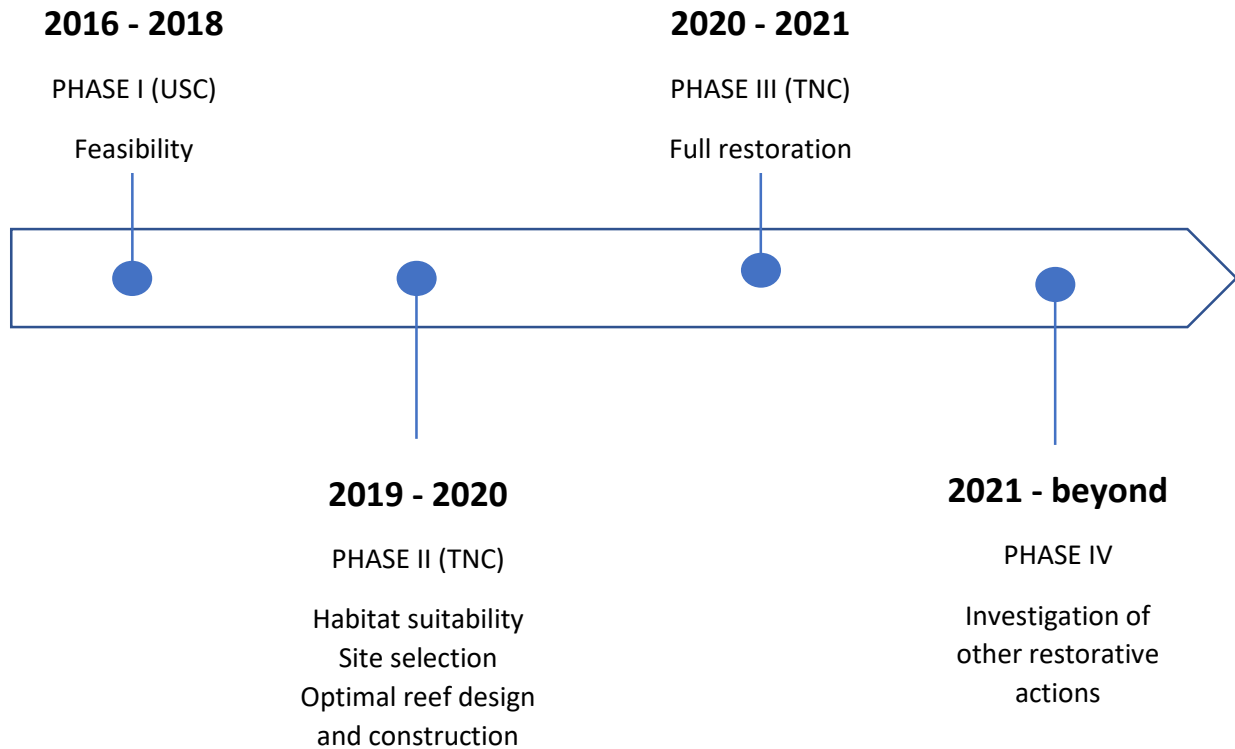 2016 - 2018
PHASE I (USC)
Feasibility
2020 - 2021
PHASE III (TNC)
Full restoration
2019 - 2020
PHASE II (TNC)
Habitat suitability
Site selection
Optimal reef design
and construction
2021 - beyond
PHASE IV
Investigation of
other restorative
actions